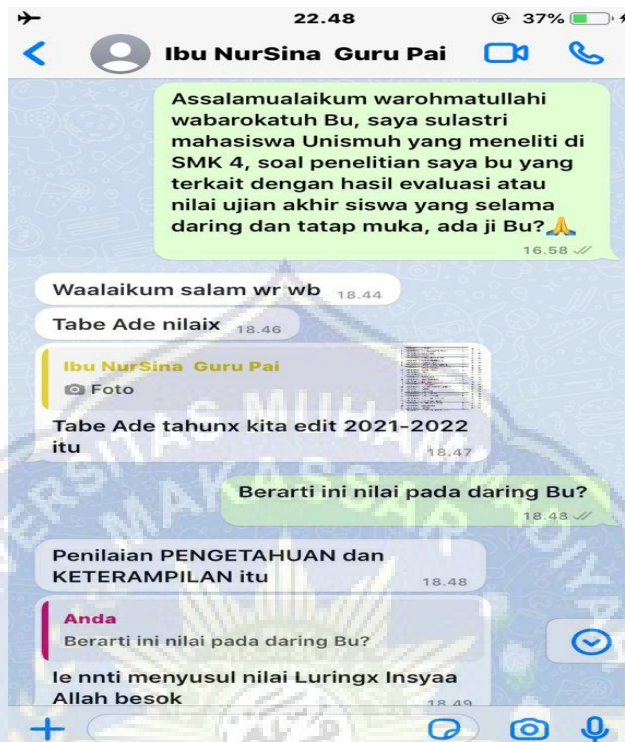 22.48
37%
Ibu NurSina Guru Pai
Assalamualaikum warohmatullahi
wabarokatuh Bu, saya sulastri
mahasiswa Unismuh yang meneliti di
SMK 4, soal penelitian saya bu yang
terkait dengan hasil evaluasi atau
nilai ujian akhir siswa yang selama
daring dan tatap muka, ada ji Bu?🙏
16.58
Waalaikum salam wr wb 18.44
Tabe Ade nilaix 18.46
Ibu NurSina Guru Pai
Foto
Tabe Ade tahunx kita edit 2021-2022
itu
18.47
Berarti ini nilai pada daring Bu?
18.48
Penilaian PENGETAHUAN dan
KETERAMPILAN itu
18.48
Anda
Berarti ini nilai pada daring Bu?
Ie nnti menyusul nilai Luringx Insyaa
Allah besok
18.49